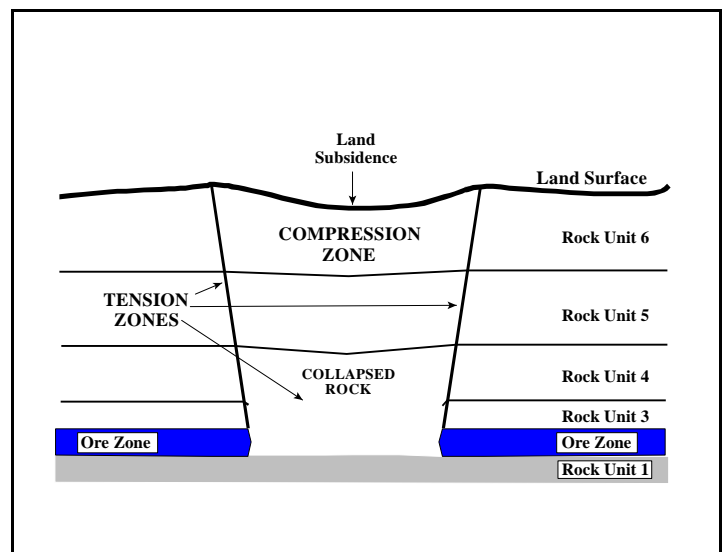 Land
Subsidence
Land Surface
COMPRESSION
ZONE
Rock Unit 6
TENSION
ZONES
Rock Unit 5
COLLAPSED
ROCK
Rock Unit 4
Rock Unit 3
Ore Zone
Ore Zone
Rock Unit 1